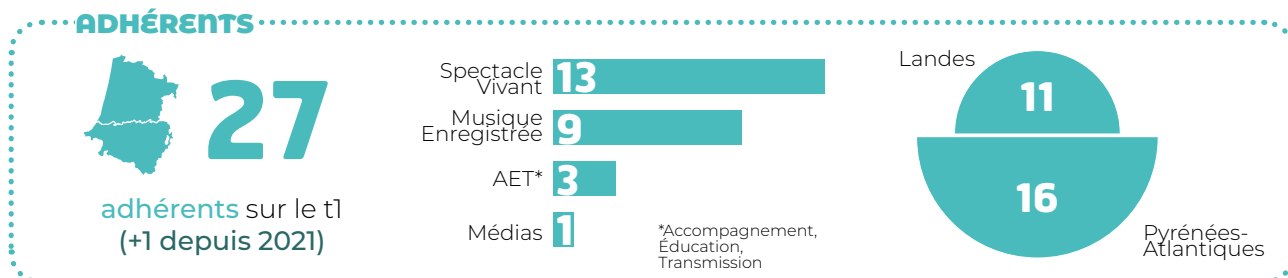 ADHÉRENTS
27
adhérents sur le t1
(+1 depuis 2021)
Spectacle
Vivant
13
Musique
Enregistrée
9
AET*
3
Médias
1
*Accompagnement,
Éducation,
Transmission
Landes
11
16
Pyrénées-
Atlantiques